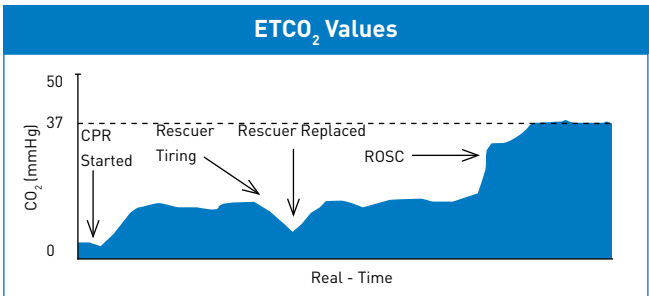 ETCO₂ Values
50
37
CPR
Started
Rescuer
Tiring
Rescuer Replaced
ROSC
CO₂ (mmHg)
0
Real - Time